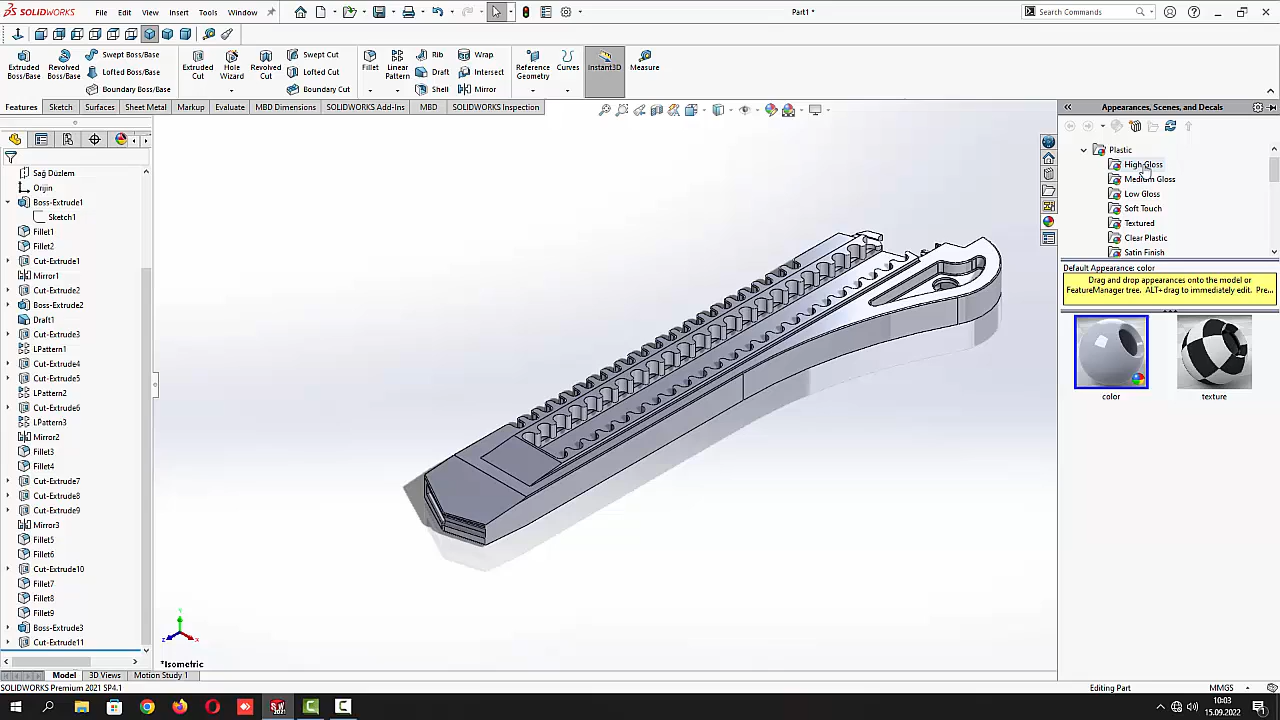 SOLIDWORKS
File
Edit
View
Insert
Tools
Window
Part1 *
Search Commands
Extruded
Boss/Base
Revolved
Boss/Base
Swept Boss/Base
Lofted Boss/Base
Boundary Boss/Base
Extruded
Cut
Hole
Wizard
Revolved
Cut
Swept Cut
Lofted Cut
Boundary Cut
Fillet
Linear
Pattern
Rib
Draft
Shell
Wrap
Intersect
Mirror
Reference
Geometry
Curves
Instant3D
Measure
Features
Sketch
Surfaces
Sheet Metal
Markup
Evaluate
MBD Dimensions
SOLIDWORKS Add-Ins
MBD
SOLIDWORKS Inspection
Sağ Düzlem
Orijin
Boss-Extrude1
Sketch1
Fillet1
Fillet2
Cut-Extrude1
Mirror1
Cut-Extrude2
Boss-Extrude2
Draft1
Cut-Extrude3
LPattern1
Cut-Extrude4
Cut-Extrude5
LPattern2
Cut-Extrude6
LPattern3
Mirror2
Fillet3
Fillet4
Cut-Extrude7
Cut-Extrude8
Cut-Extrude9
Mirror3
Fillet5
Fillet6
Cut-Extrude10
Fillet7
Fillet8
Fillet9
Boss-Extrude3
Cut-Extrude11
Y
X
Z
*Isometric
Appearances, Scenes, and Decals
Plastic
High Gloss
Medium Gloss
Low Gloss
Soft Touch
Textured
Clear Plastic
Satin Finish
Default Appearance: color
Drag and drop appearances onto the model or
FeatureManager tree. ALT+drag to immediately edit. Pre...
color
texture
Model
3D Views
Motion Study 1
SOLIDWORKS Premium 2021 SP4.1
Editing Part
MMGS
10:03
15.09.2022